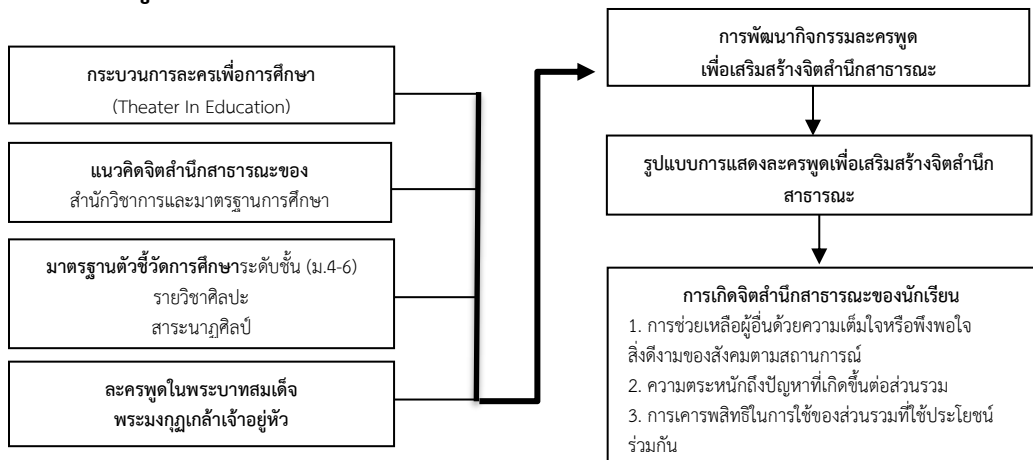 กระบวนการละครเพื่อการศึกษา
(Theater In Education)
แนวคิดจิตสำนึกสาธารณะของ
สำนักวิชาการและมาตรฐานการศึกษา
มาตรฐานตัวชี้วัดการศึกษาระดับชั้น (ม.4-6)
รายวิชาศิลปะ
สาระนาฏศิลป์
ละครพูดในพระบาทสมเด็จ
พระมงกุฎเกล้าเจ้าอยู่หัว
การพัฒนากิจกรรมละครพูด
เพื่อเสริมสร้างจิตสำนึกสาธารณะ
รูปแบบการแสดงละครพูดเพื่อเสริมสร้างจิตสำนึก
สาธารณะ
การเกิดจิตสำนึกสาธารณะของนักเรียน
1. การช่วยเหลือผู้อื่นด้วยความเต็มใจหรือพึงพอใจ
สิ่งดีงามของสังคมตามสถานการณ์
2. ความตระหนักถึงปัญหาที่เกิดขึ้นต่อส่วนรวม
3. การเคารพสิทธิในการใช้ของส่วนรวมที่ใช้ประโยชน์
ร่วมกัน